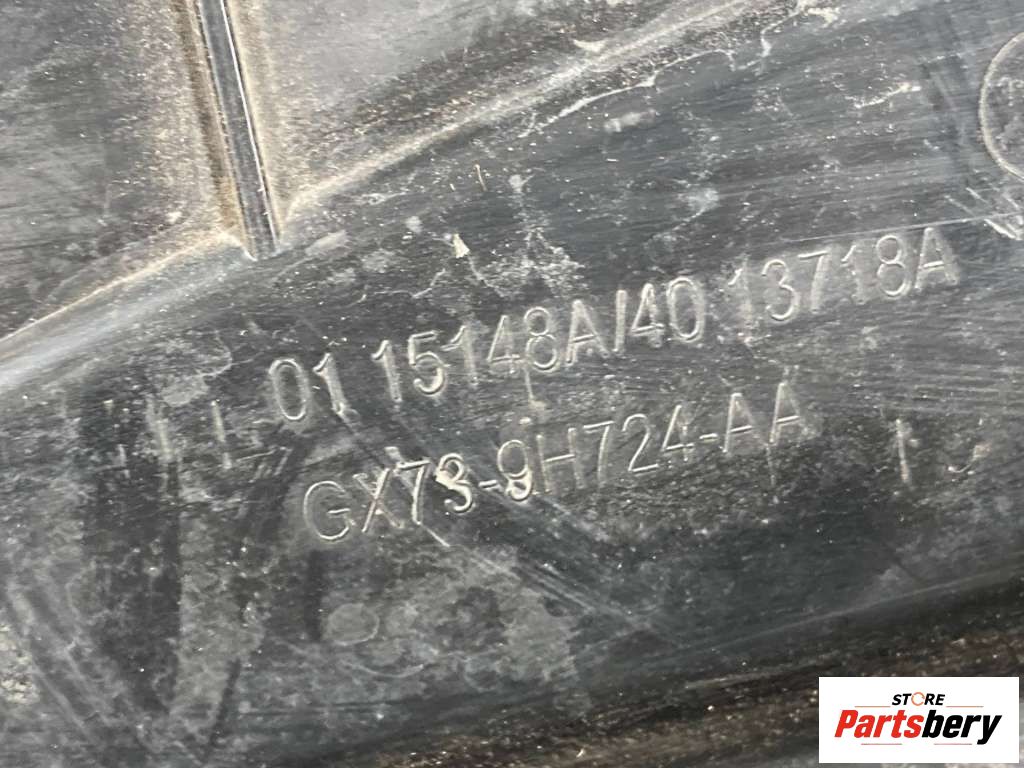 01 15148A/40 13718A
GX73-9H724-AA
STORE
Partsbery